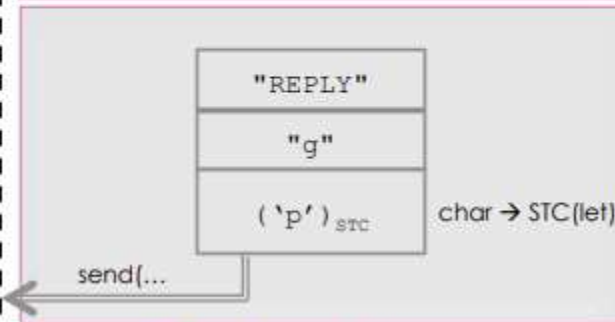 "REPLY"
"g"
(‘p’)STC char → STC(let)
send(…